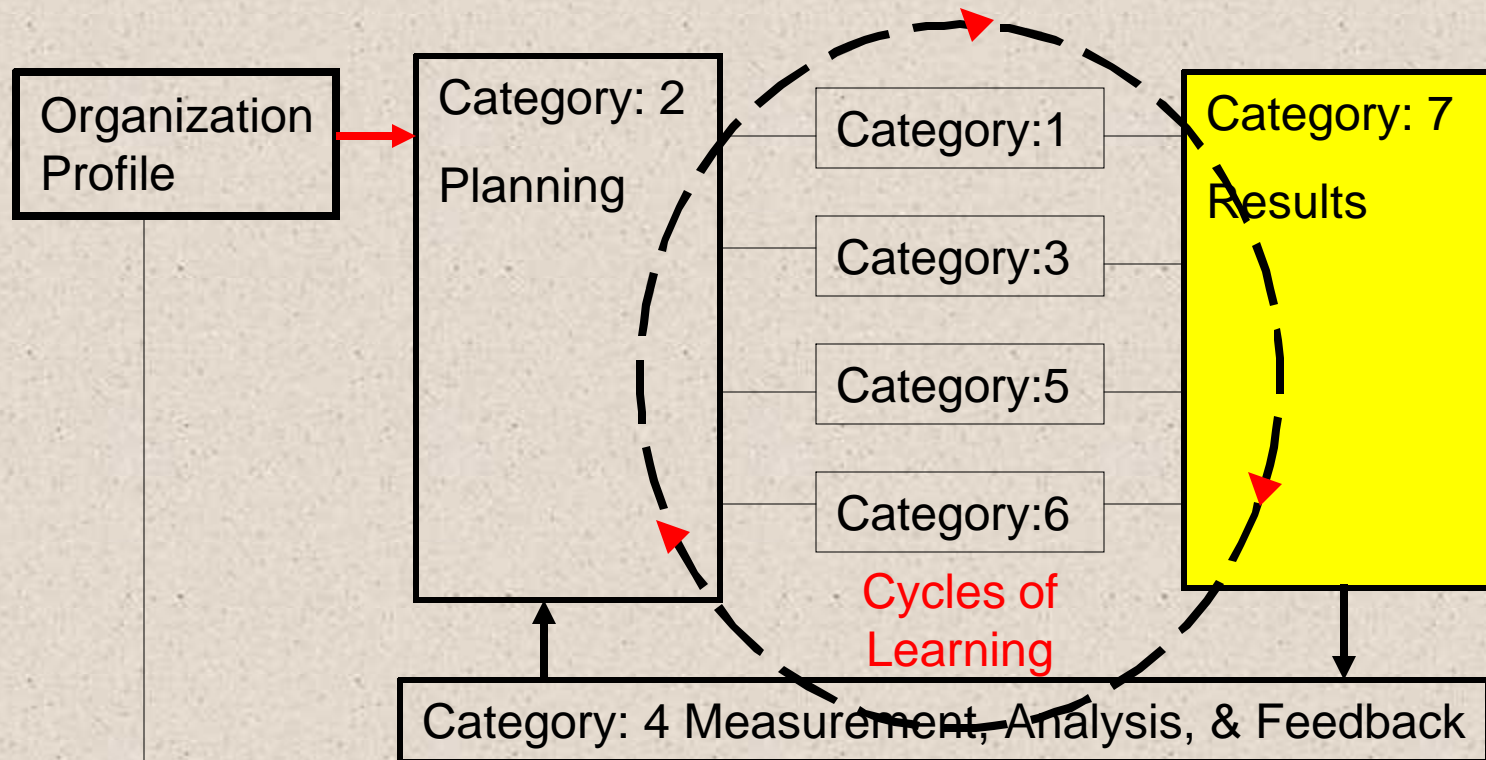 Organization
Profile
Category: 2
Planning
Category:1
Category:3
Category:5
Category:6
Cycles of
Learning
Category: 7
Results
Category: 4 Measurement, Analysis, & Feedback